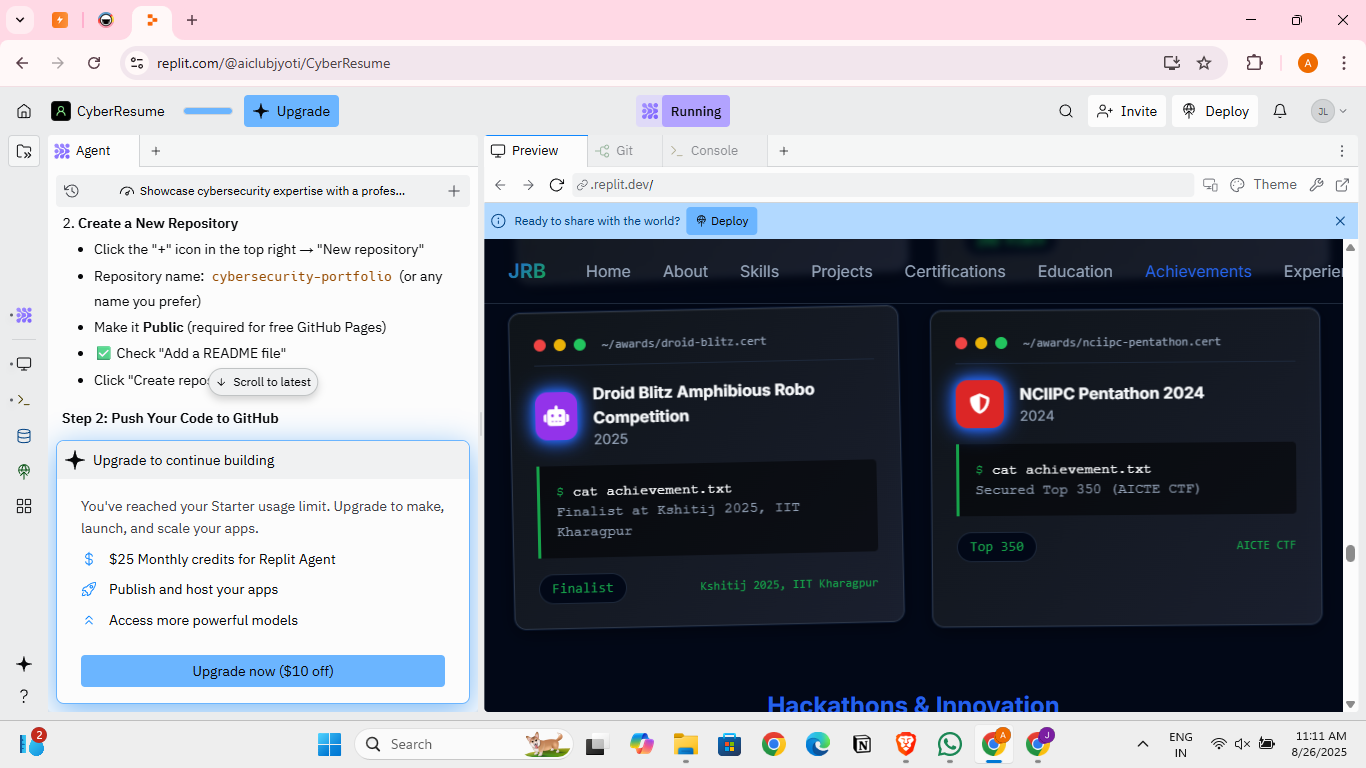 replit.com/@aiclubjyoti/CyberResume
A
CyberResume
Upgrade
Running
Invite
Deploy
JL
Agent
Showcase cybersecurity expertise with a profes...
2. Create a New Repository
Click the "+" icon in the top right → "New repository"
Repository name: cybersecurity-portfolio (or any
name you prefer)
Make it Public (required for free GitHub Pages)
✅ Check "Add a README file"
Click "Create repos
Scroll to latest
Step 2: Push Your Code to GitHub
Upgrade to continue building
You've reached your Starter usage limit. Upgrade to make,
launch, and scale your apps.
$25 Monthly credits for Replit Agent
Publish and host your apps
Access more powerful models
Upgrade now ($10 off)
Preview
Git
Console
.replit.dev/
Theme
Ready to share with the world?
Deploy
JRB
Home
About
Skills
Projects
Certifications
Education
Achievements
Experien
~/awards/droid-blitz.cert
Droid Blitz Amphibious Robo
Competition
2025
$ cat achievement.txt
Finalist at Kshitij 2025, IIT
Kharagpur
Finalist
Kshitij 2025, IIT Kharagpur
~/awards/nciipc-pentathon.cert
NCIIPC Pentathon 2024
2024
$ cat achievement.txt
Secured Top 350 (AICTE CTF)
Top 350
AICTE CTF
Hackathons & Innovation
2
Search
A
J
ENG
IN
11:11 AM
8/26/2025